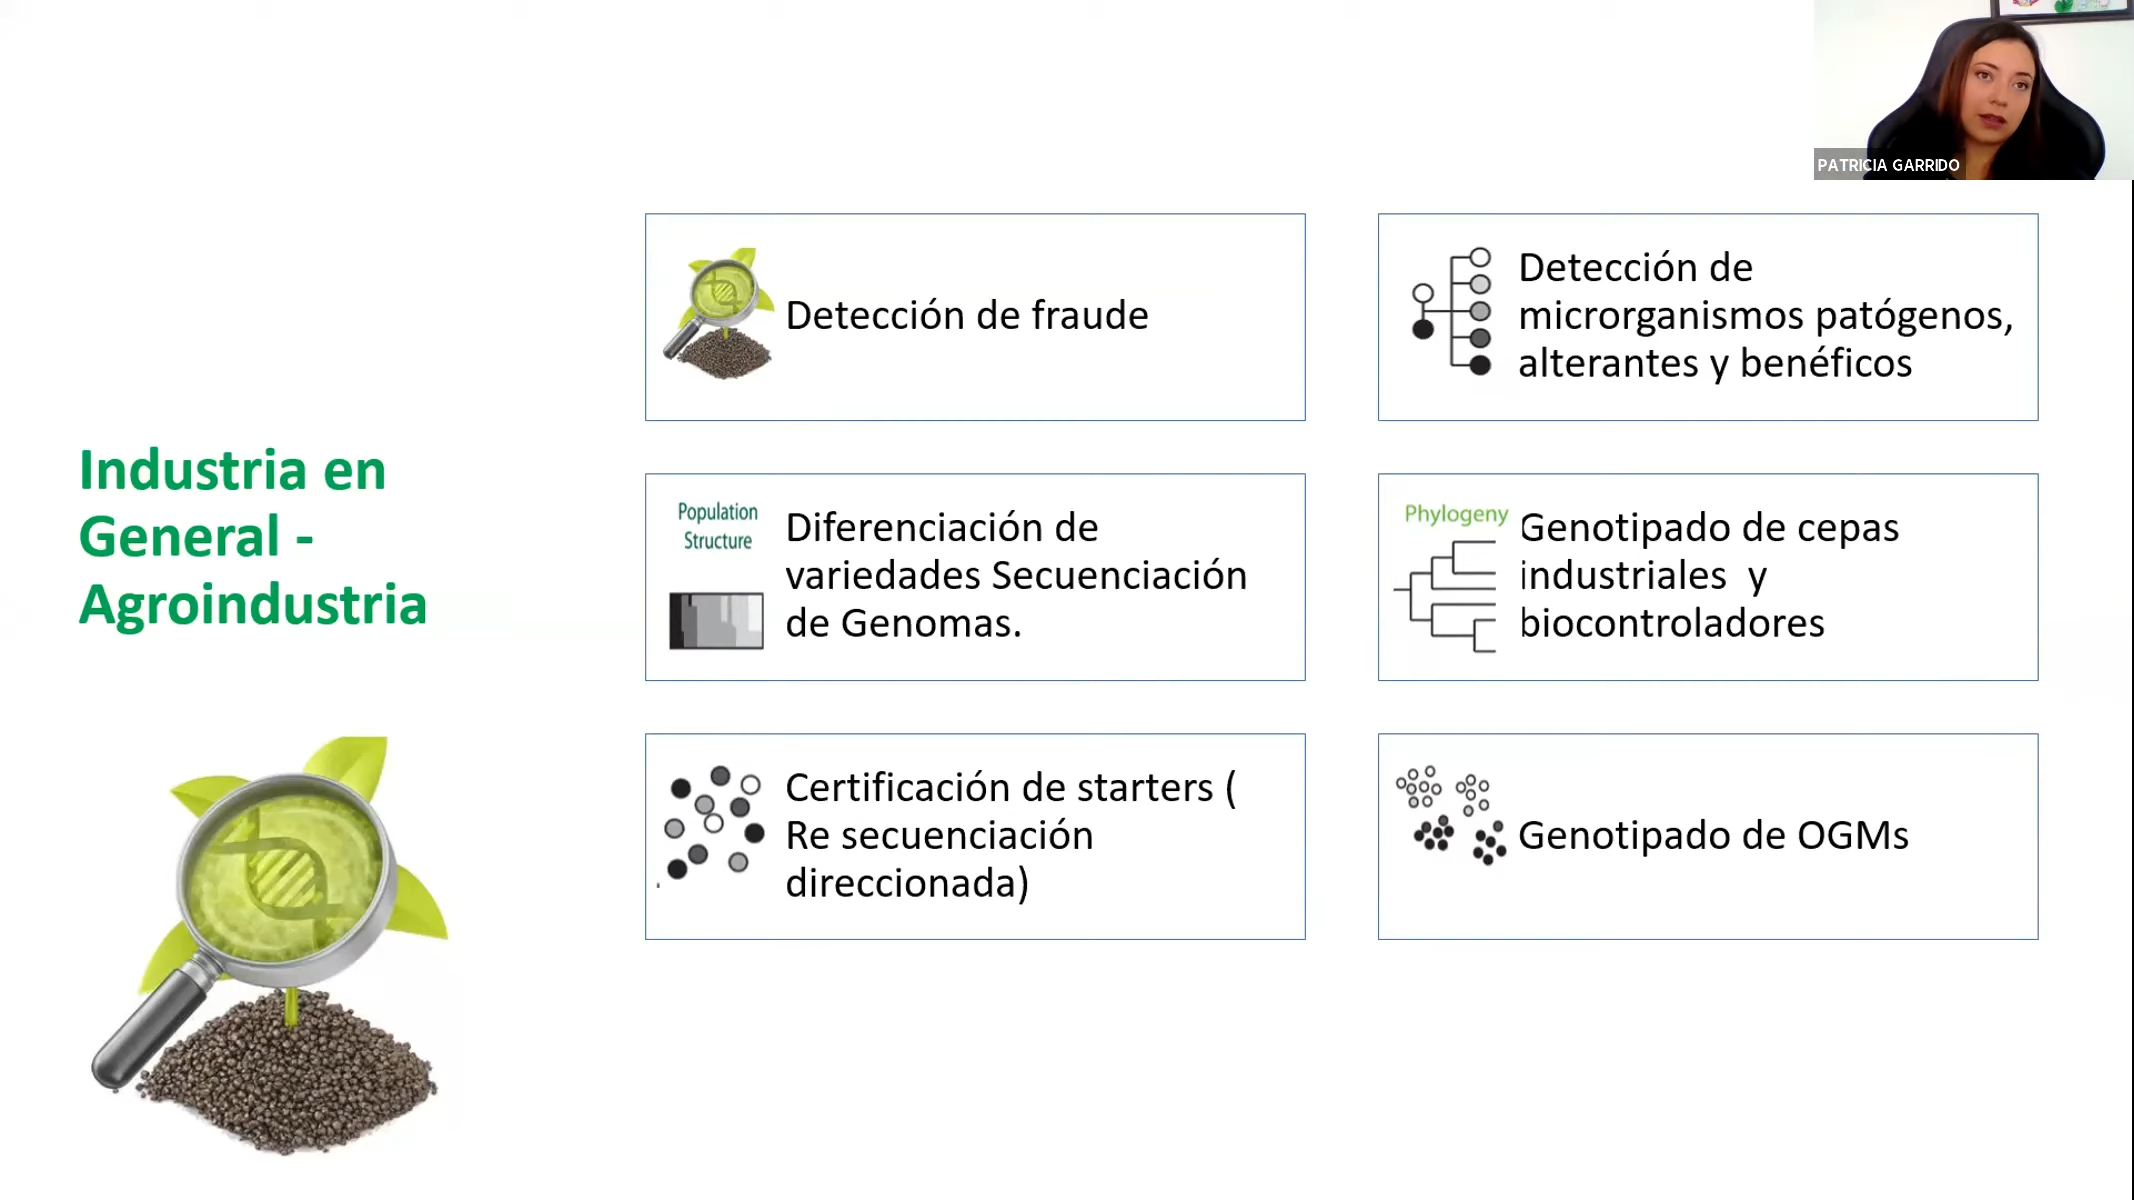 PATRICIA GARRIDO
Industria en
General -
Agroindustria
Detección de fraude
Detección de
microrganismos patógenos,
alterantes y benéficos
Population
Structure
Diferenciación de
variedades Secuenciación
de Genomas.
Phylogeny
Genotipado de cepas
industriales  y
biocontroladores
Certificación de starters (
Re secuenciación
direccionada)
Genotipado de OGMs